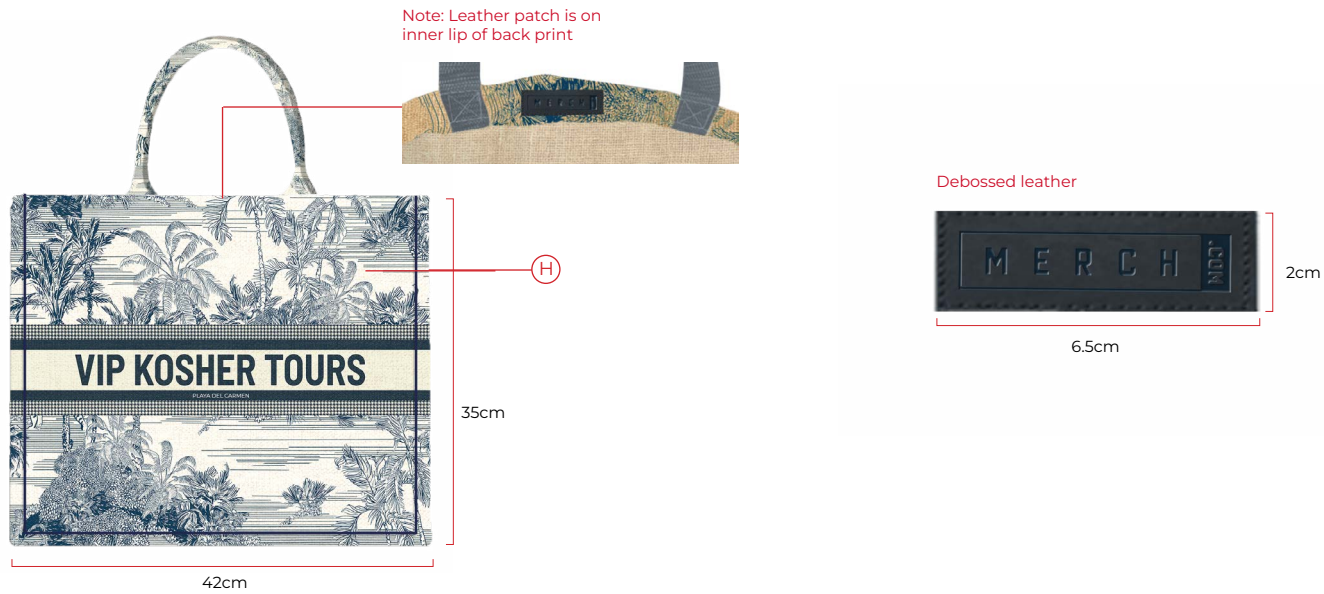 Note: Leather patch is on
inner lip of back print
MERCH
Debossed leather
MERCH
.COM
2cm
6.5cm
H
VIP KOSHER TOURS
PLAYA DEL CARMEN
35cm
42cm